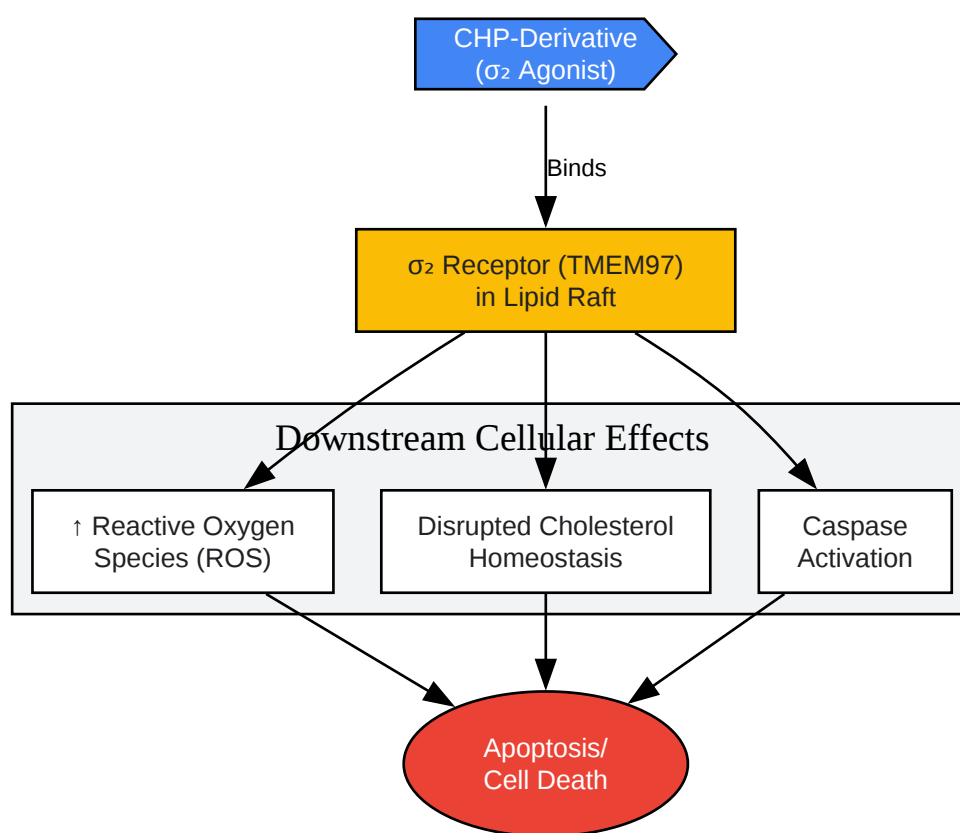 CHP-Derivative
(σ₂ Agonist)
Binds
σ₂ Receptor (TMEM97)
in Lipid Raft
Downstream Cellular Effects
↑ Reactive Oxygen
Species (ROS)
Disrupted Cholesterol
Homeostasis
Caspase
Activation
Apoptosis/
Cell Death